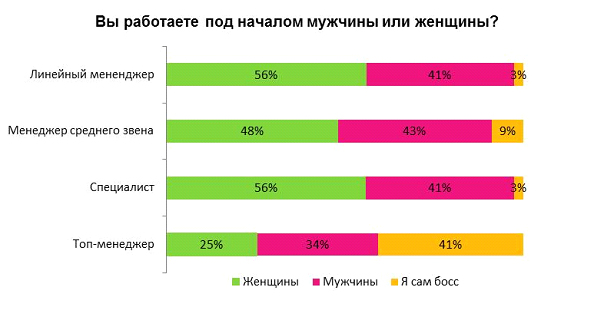 Вы работаете под началом мужчины или женщины?
Линейный мененджер
56% 41% 3%
Менеджер среднего звена
48% 43% 9%
Специалист
56% 41% 3%
Топ-менеджер
25% 34% 41%
Женщины Мужчины Я сам босс